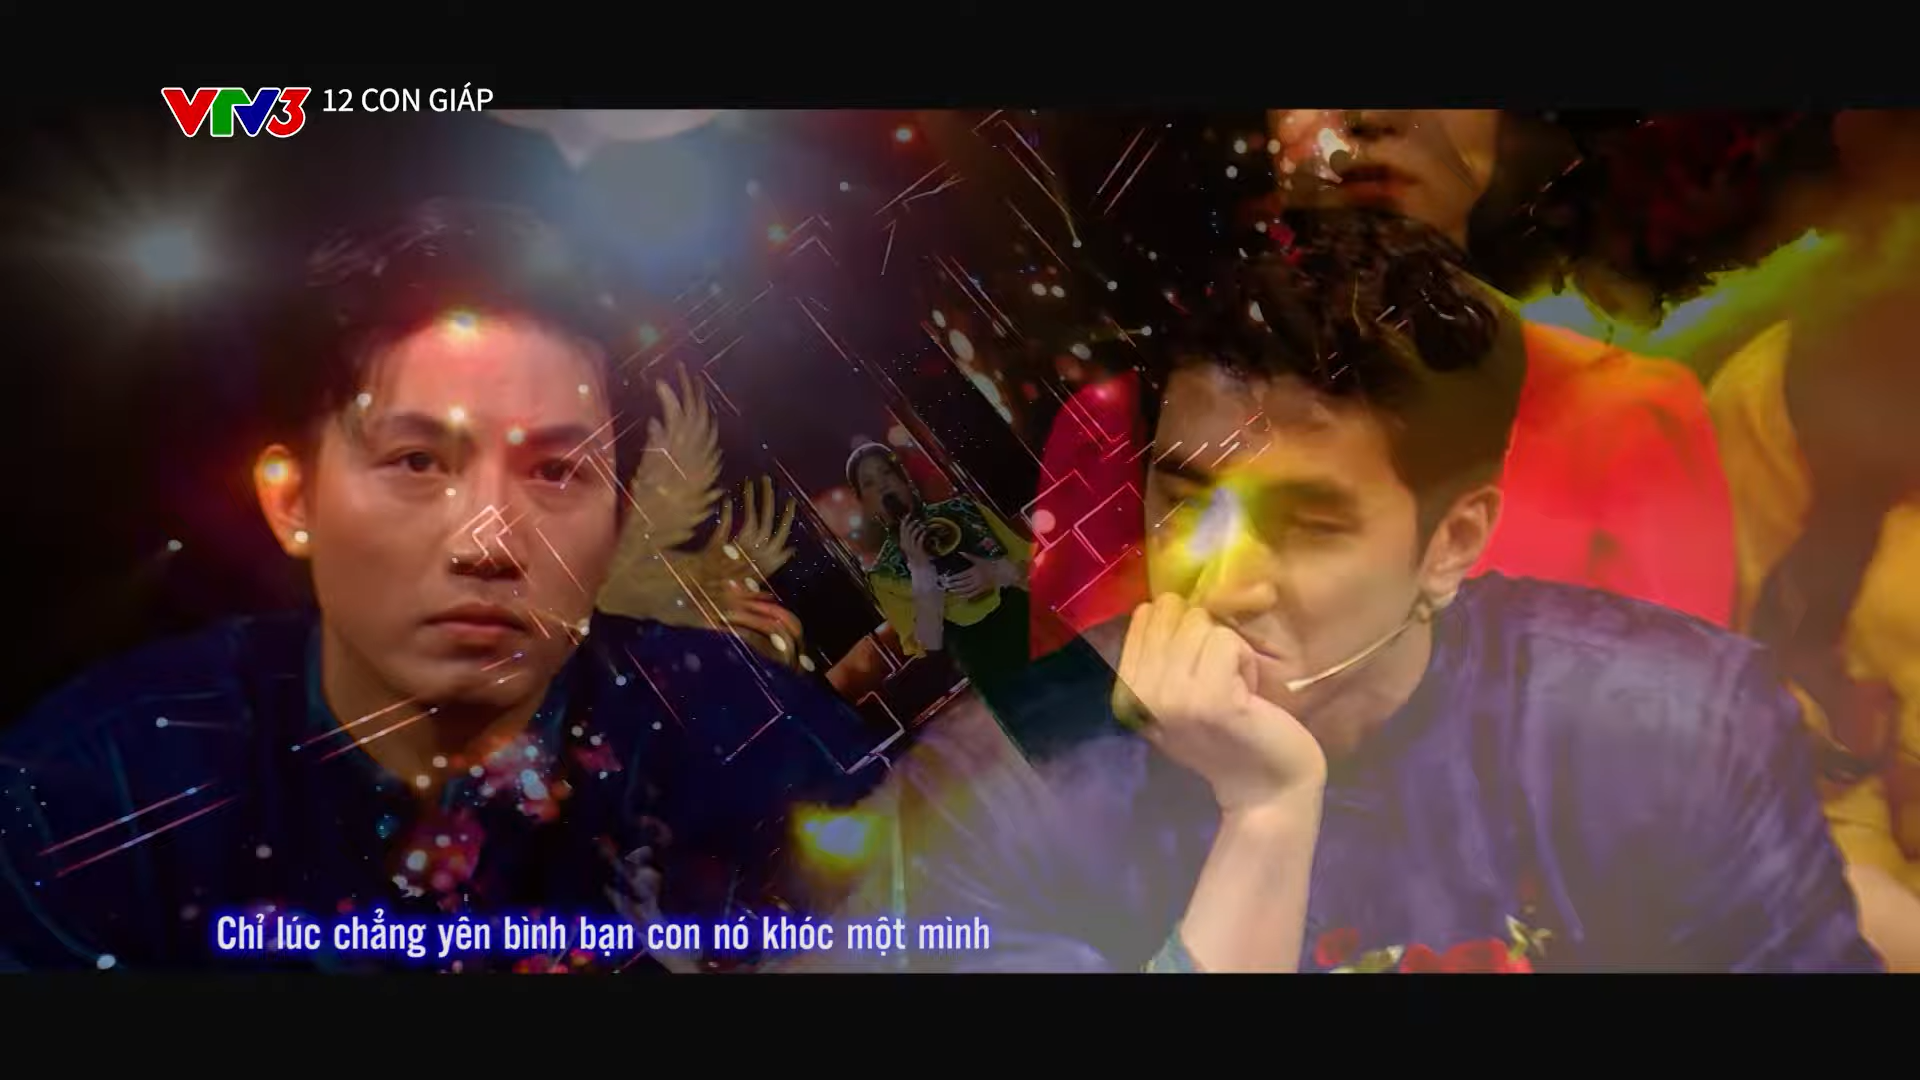 VTV3 12 CON GIÁP
Chỉ lúc chẳng yên bình bạn con nó khóc một mình